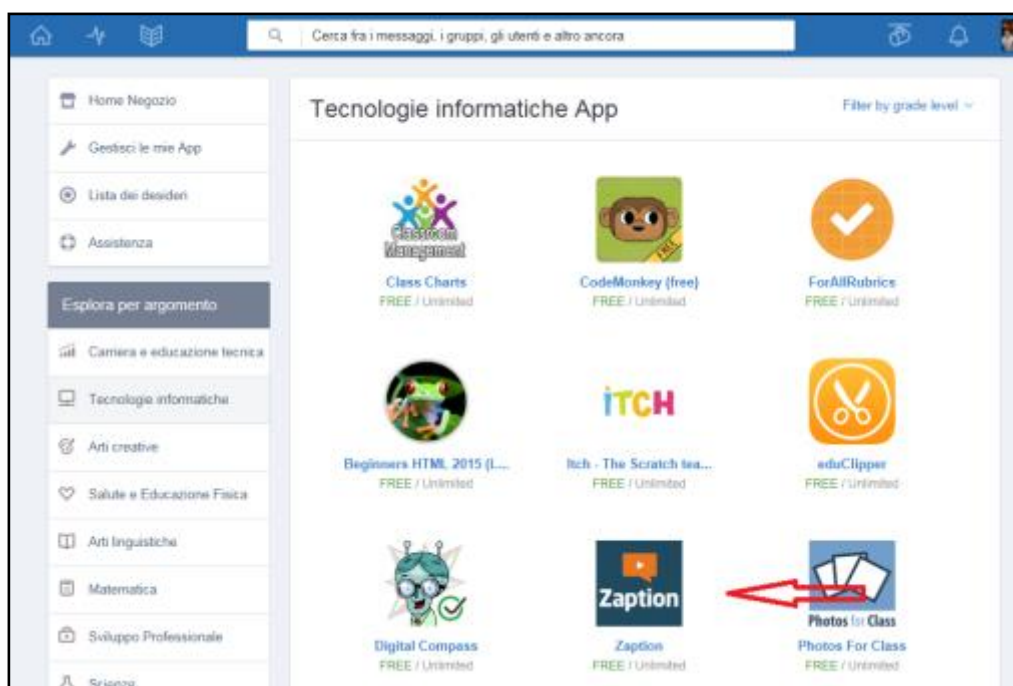 Cerca fra i messaggi, i gruppi, gli utenti e altro ancora
Home Negozio
Gestisci le mie App
Lista dei desideri
Assistenza
Esplora per argomento
Carriera e educazione tecnica
Tecnologie informatiche
Arti creative
Salute e Educazione Fisica
Arti linguistiche
Matematica
Sviluppo Professionale
Scienze
Tecnologie informatiche App
Filter by grade level
Classroom
Management
Class Charts
FREE / Unlimited
FREE
CodeMonkey (free)
FREE / Unlimited
ForAllRubrics
FREE / Unlimited
Beginners HTML 2015 (L...
FREE / Unlimited
ITCH
Itch - The Scratch tea...
FREE / Unlimited
eduClipper
FREE / Unlimited
Digital Compass
FREE / Unlimited
Zaption
Zaption
FREE / Unlimited
Photos for Class
Photos For Class
FREE / Unlimited